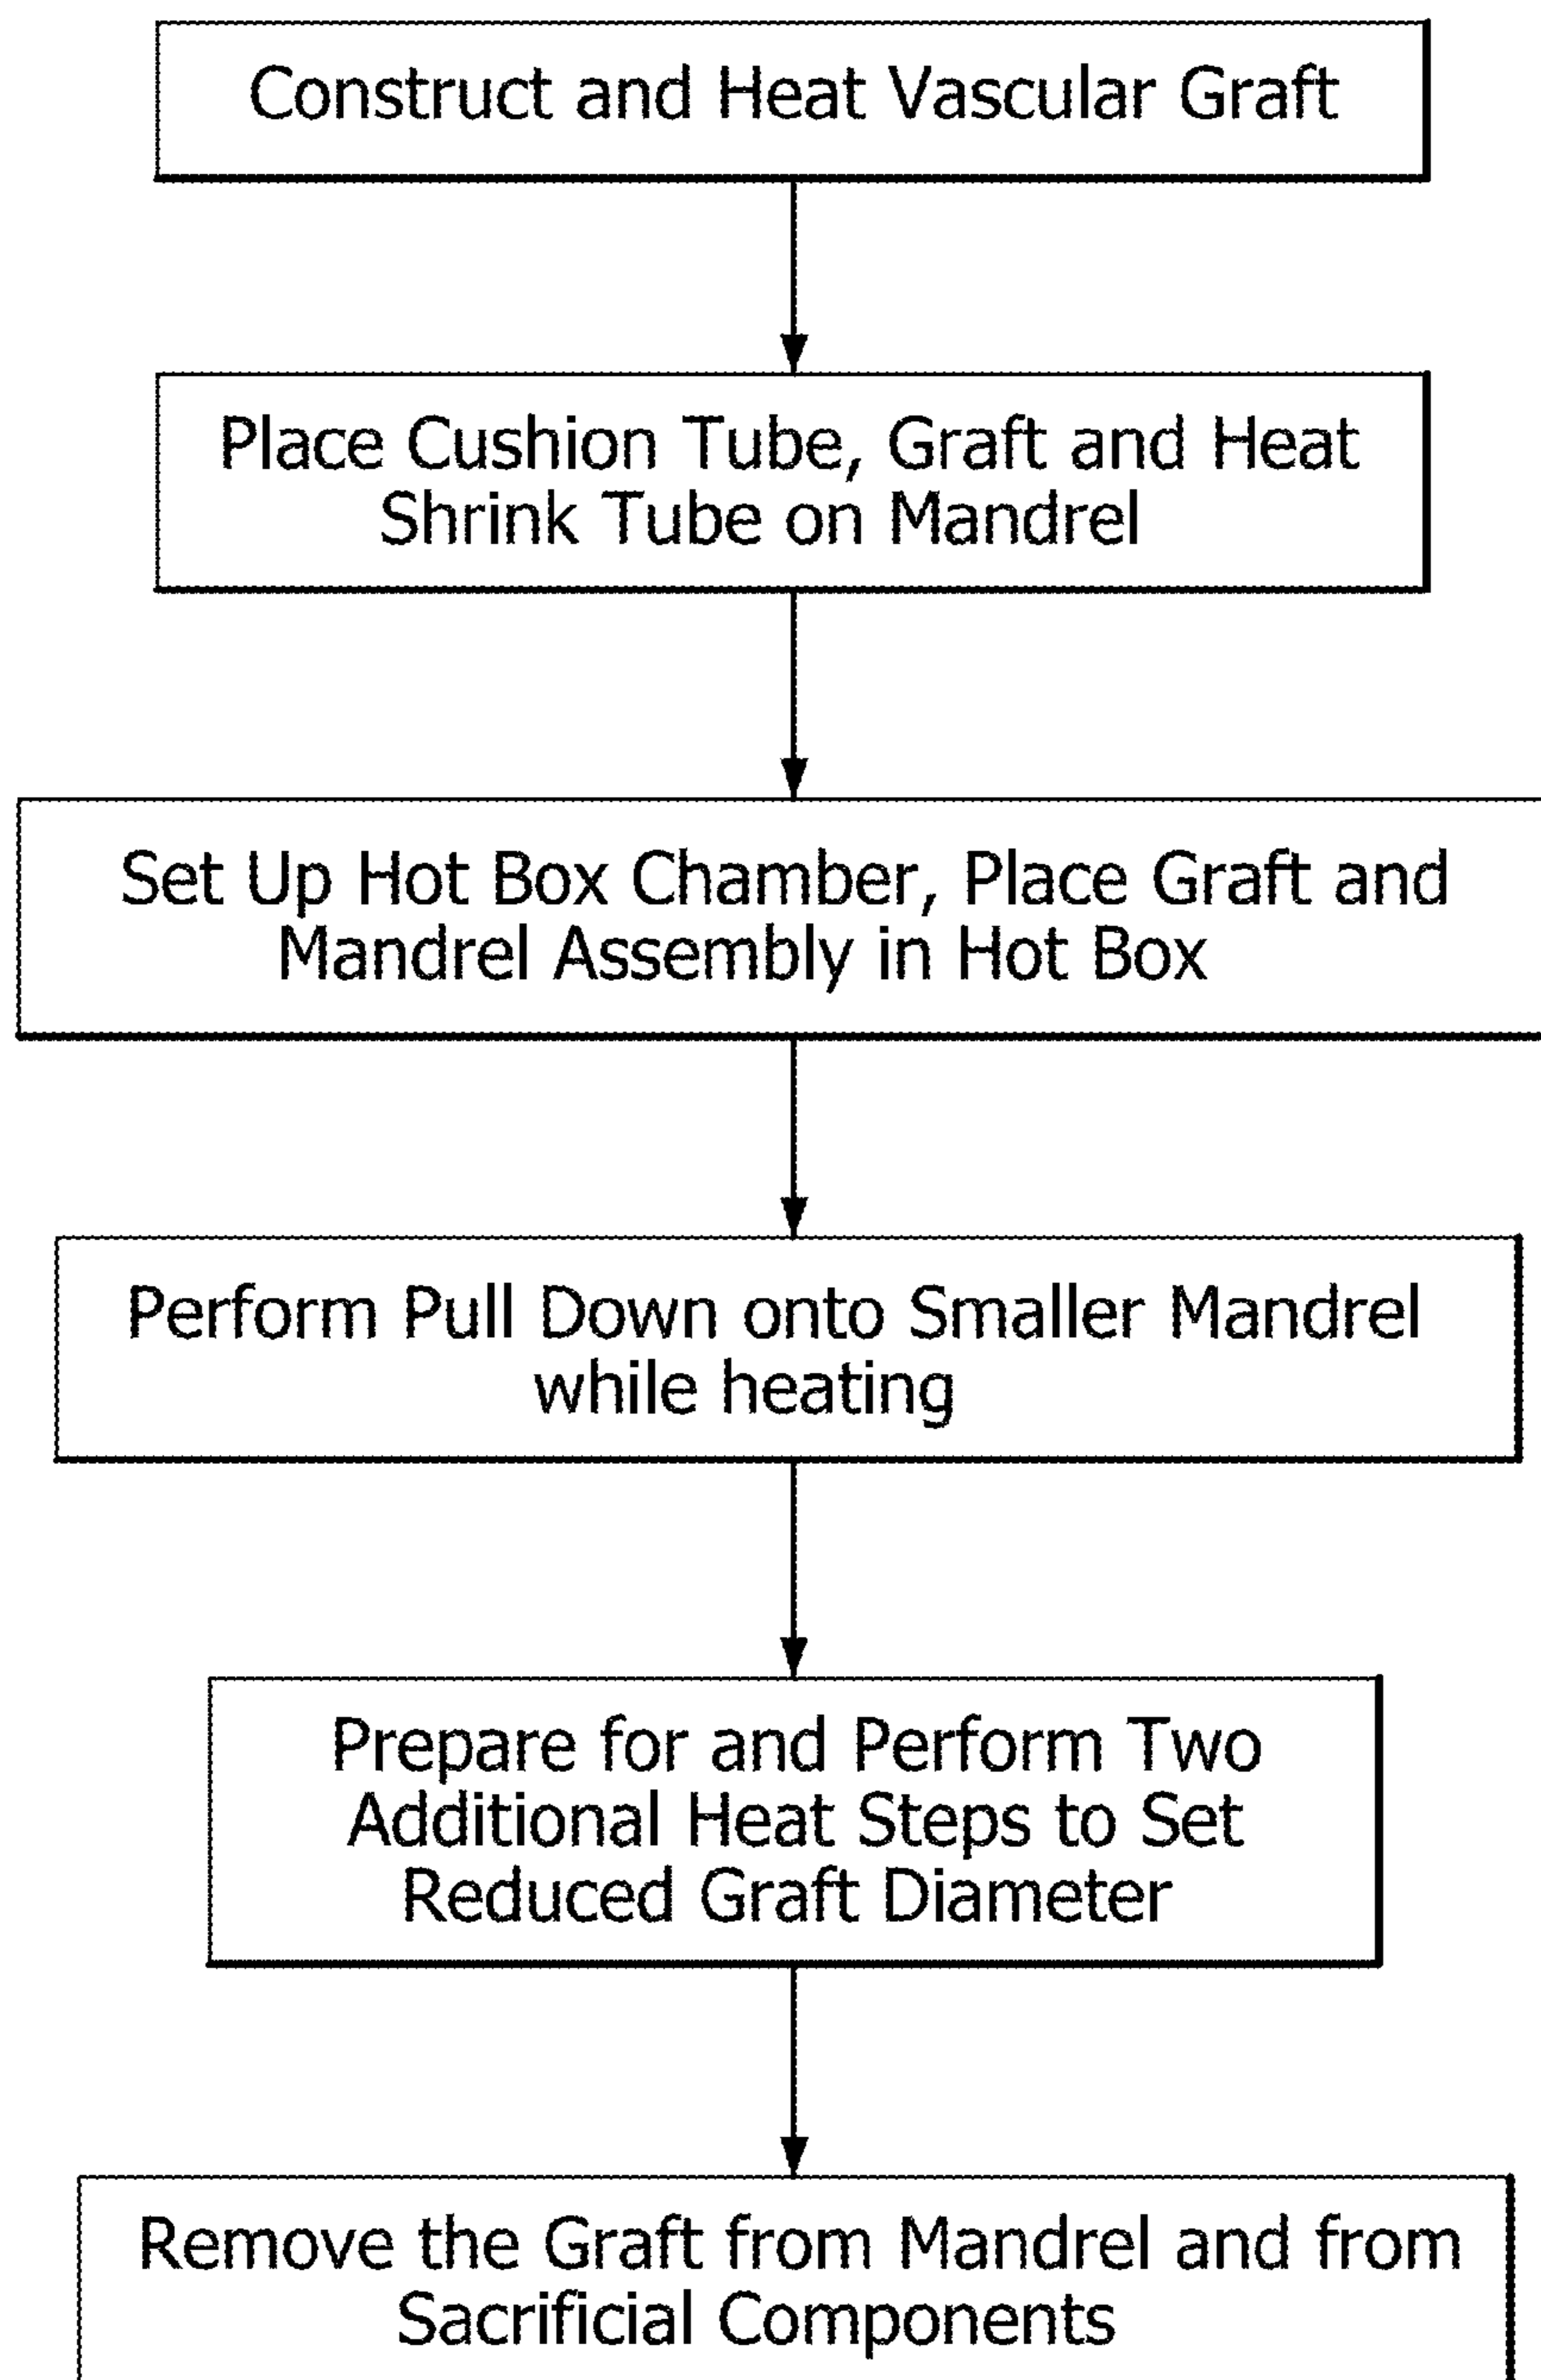 Construct and Heat Vascular Graft
Place Cushion Tube, Graft and Heat
Shrink Tube on Mandrel
Set Up Hot Box Chamber, Place Graft and
Mandrel Assembly in Hot Box
Perform Pull Down onto Smaller Mandrel
while heating
Prepare for and Perform Two
Additional Heat Steps to Set
Reduced Graft Diameter
Remove the Graft from Mandrel and from
Sacrificial Components